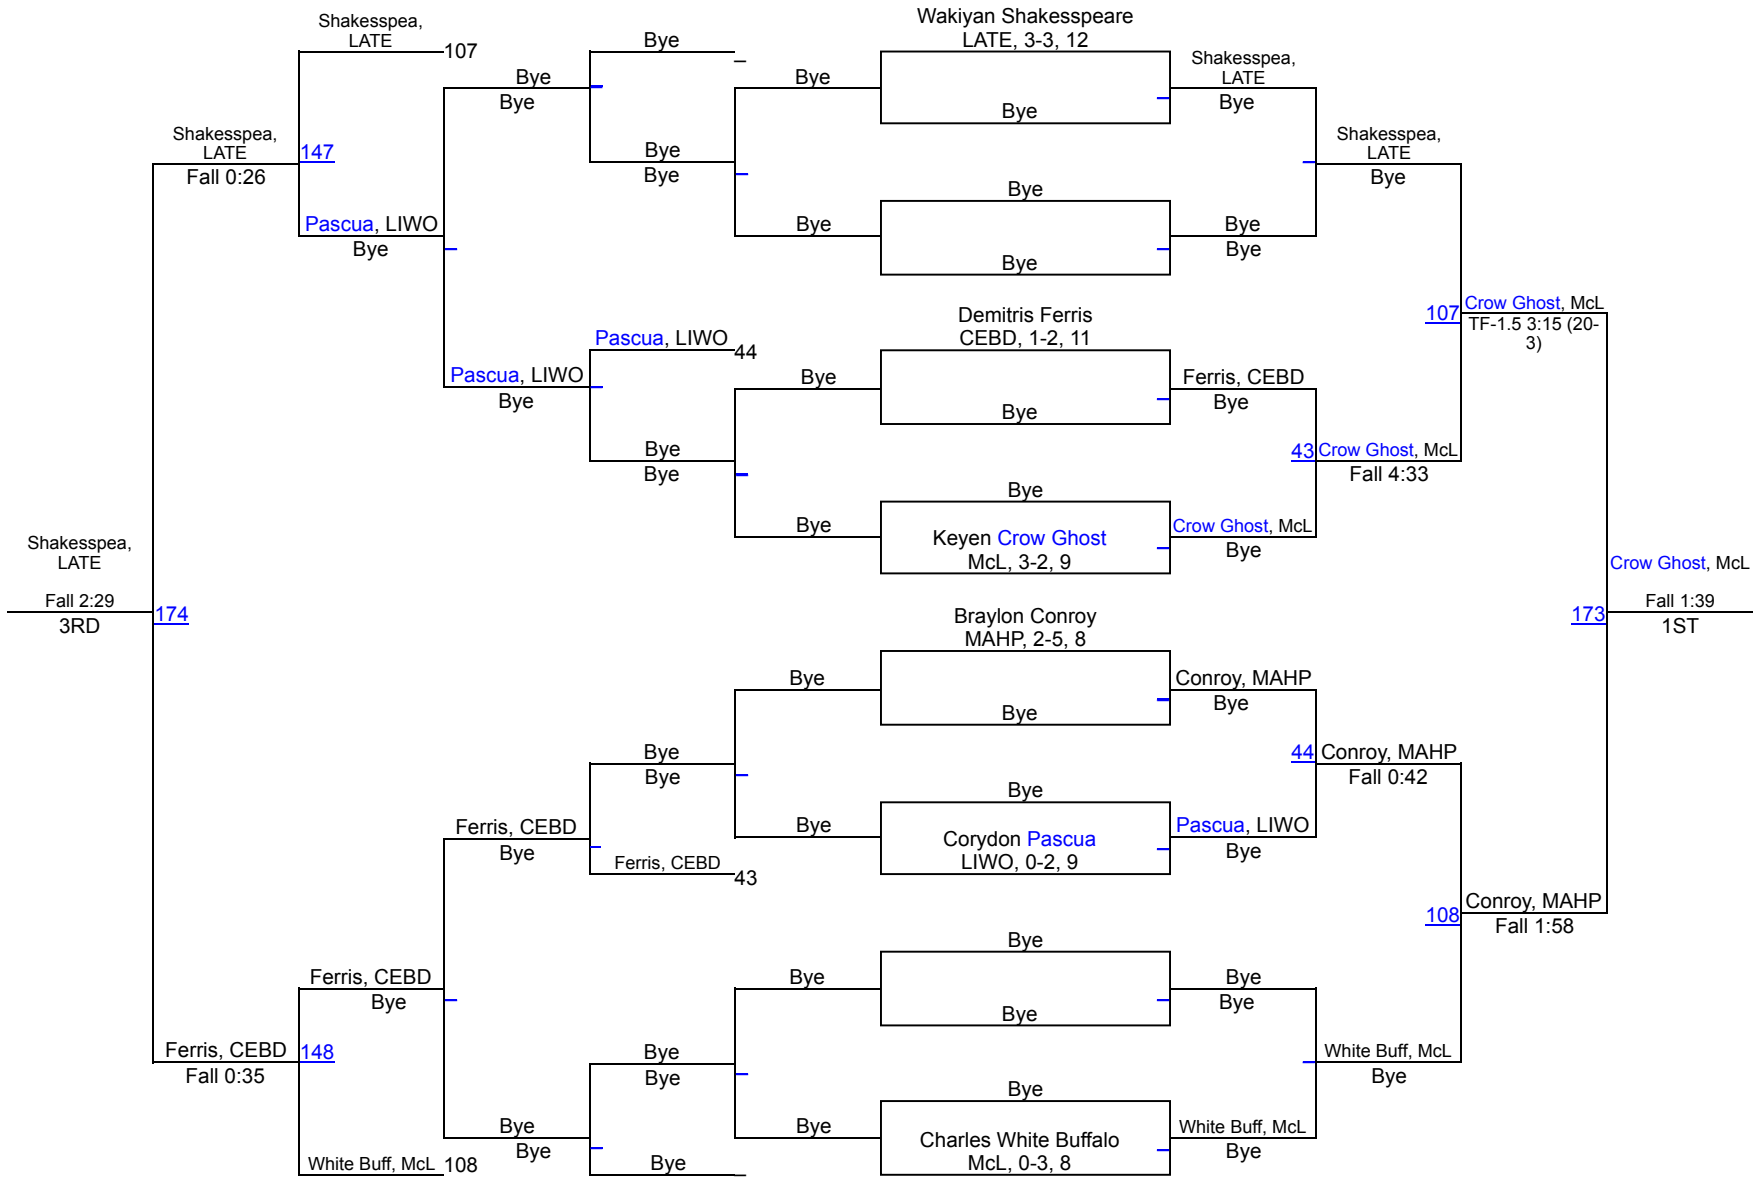 Shakesspea,
LATE
107
Bye
_
Wakiyan Shakesspeare
LATE, 3-3, 12
Bye
Shakesspea,
LATE
Bye
Bye
Bye
Bye
Shakesspea,
LATE
Fall 0:26
147
Bye
Bye
Shakesspea,
LATE
Bye
Pascua, LIWO
Bye
Bye
Bye
Bye
Bye
Bye
Demitris Ferris
CEBD, 1-2, 11
107
Crow Ghost, McL
TF-1.5 3:15 (20-
3)
Pascua, LIWO
44
Pascua, LIWO
Bye
Bye
Bye
Ferris, CEBD
Bye
Bye
Bye
43
Crow Ghost, McL
Fall 4:33
Bye
Bye
Keyen Crow Ghost
McL, 3-2, 9
Crow Ghost, McL
Bye
Shakesspea,
LATE
Fall 2:29
3RD
174
Crow Ghost, McL
Fall 1:39
1ST
173
Braylon Conroy
MAHP, 2-5, 8
Bye
Bye
Conroy, MAHP
Bye
Bye
Bye
44
Conroy, MAHP
Fall 0:42
Bye
Ferris, CEBD
Bye
Bye
Corydon Pascua
LIWO, 0-2, 9
Pascua, LIWO
Bye
Ferris, CEBD
43
108
Conroy, MAHP
Fall 1:58
Bye
Ferris, CEBD
Bye
Bye
Bye
Bye
Bye
Ferris, CEBD
Fall 0:35
148
Bye
Bye
White Buff, McL
Bye
Bye
Bye
Bye
Bye
Charles White Buffalo
McL, 0-3, 8
White Buff, McL
Bye
White Buff, McL
108
Bye
_